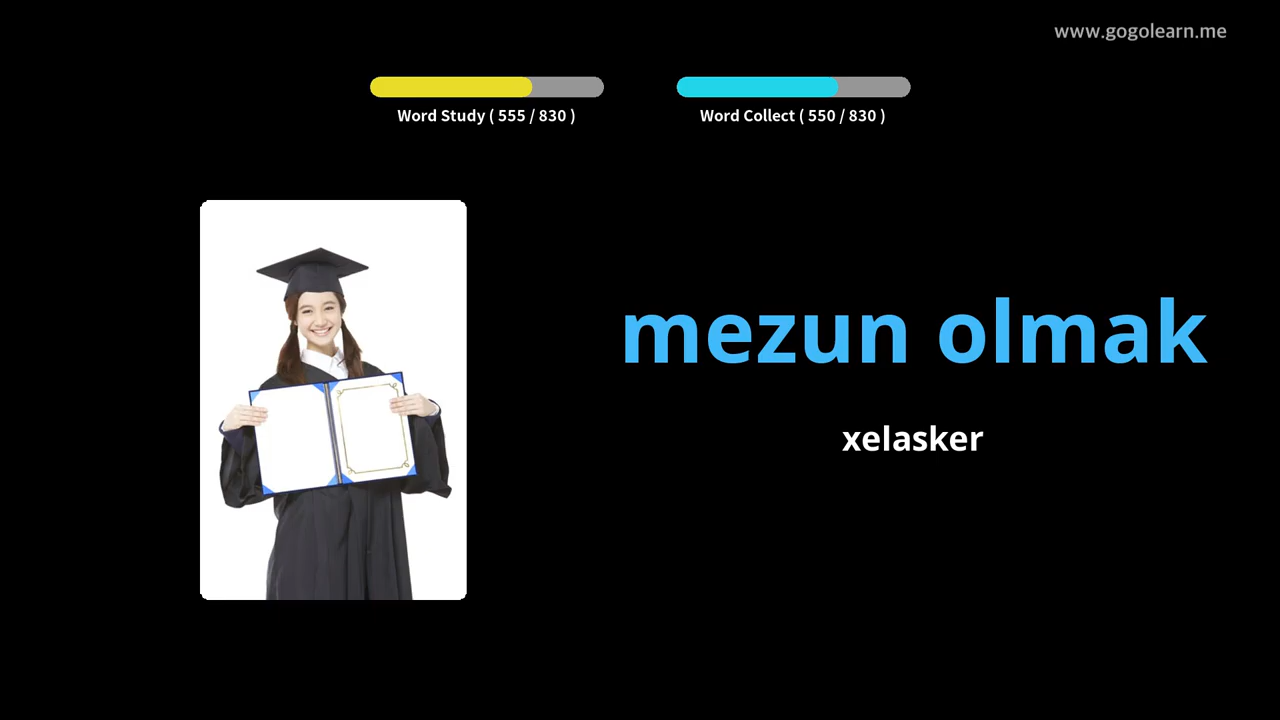 www.gogolearn.me
Word Study ( 555 / 830 )
Word Collect ( 550 / 830 )
mezun olmak
xelasker